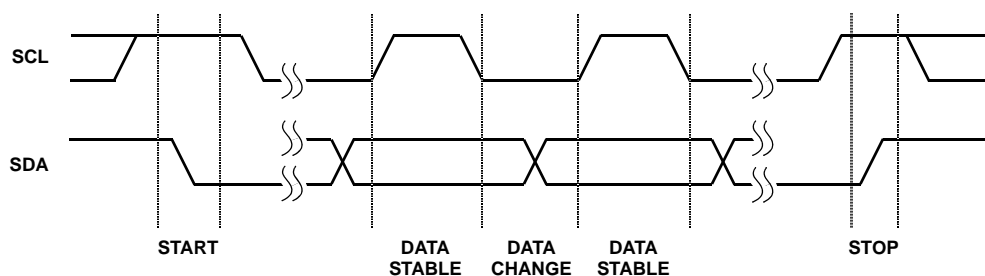 SCL
SDA
START
DATA
STABLE
DATA
CHANGE
DATA
STABLE
STOP